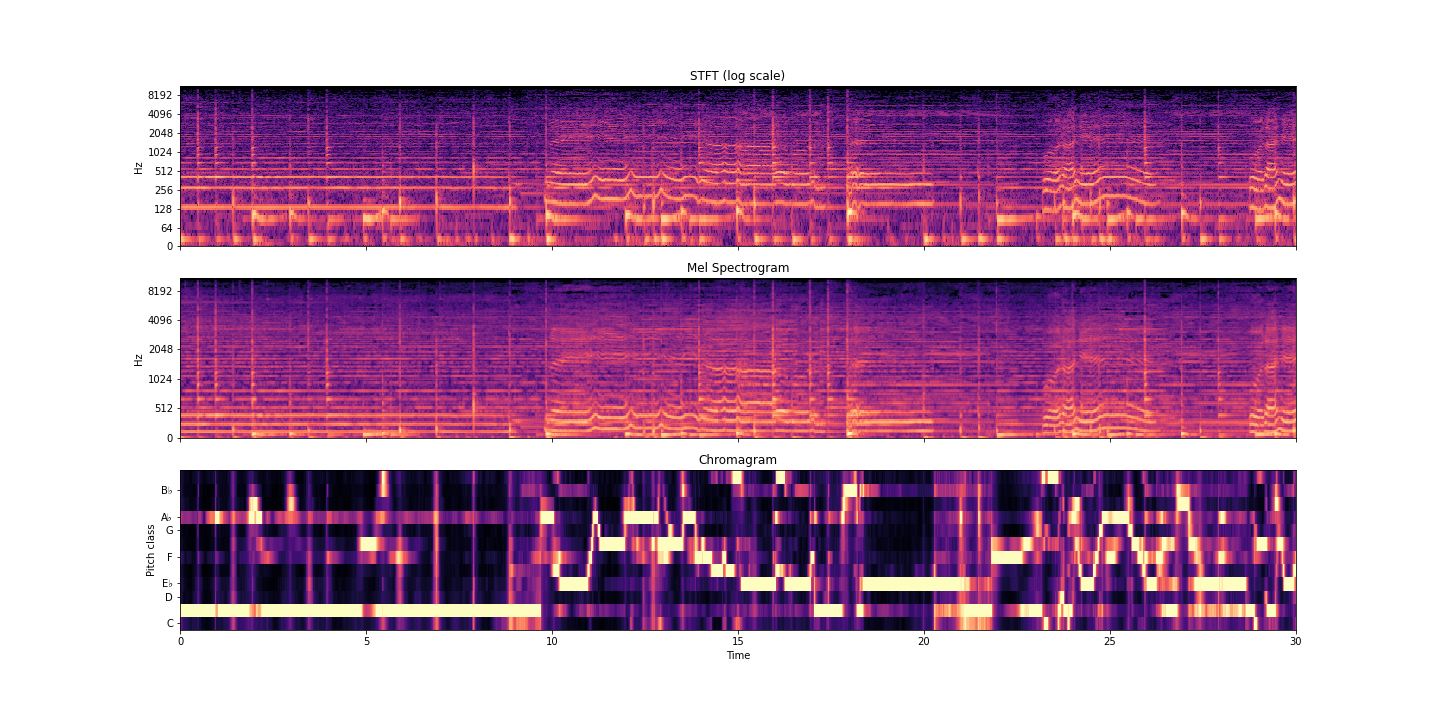 STFT (log scale)
8192
4096
2048
1024
512
256
128
64
0
Hz
Mel Spectrogram
8192
4096
2048
1024
512
0
Hz
Chromagram
B♭
A♭
G
F
E♭
D
C
Pitch class
0 5 10 15 20 25 30
Time